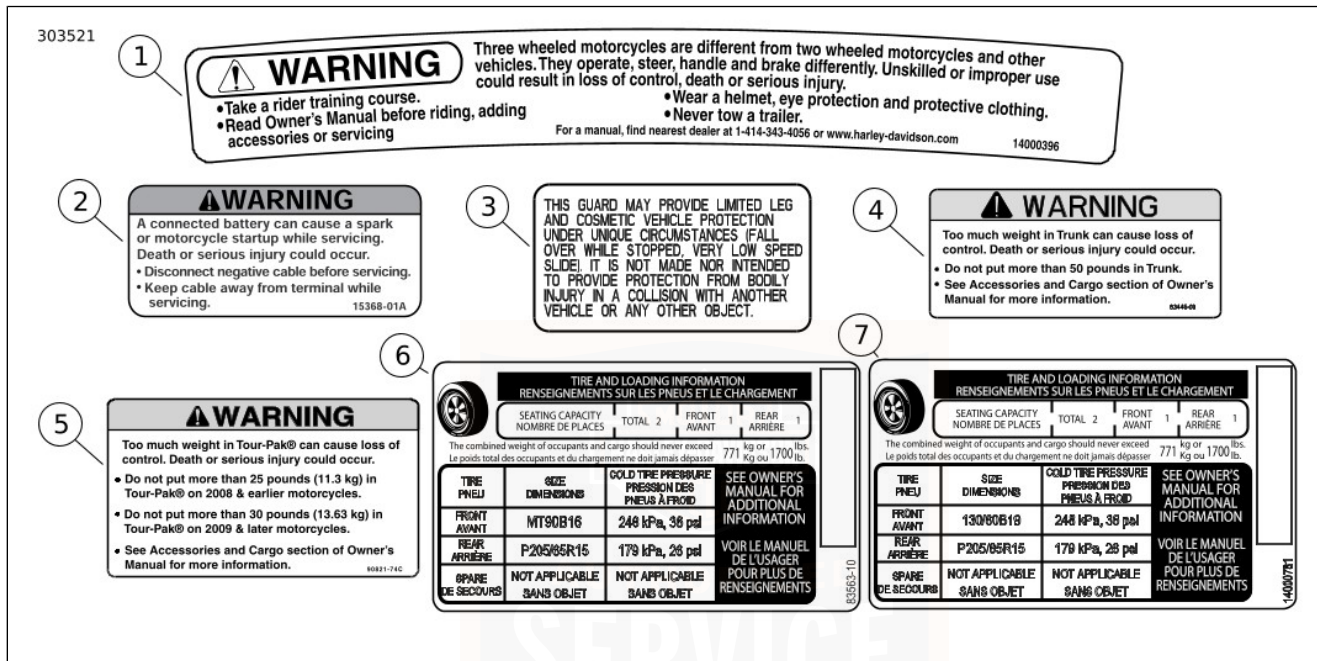 303521
1
WARNING
Three wheeled motorcycles are different from two wheeled motorcycles and other
vehicles. They operate, steer, handle and brake differently. Unskilled or improper use
could result in loss of control, death or serious injury.
•Take a rider training course.
•Read Owner's Manual before riding, adding
accessories or servicing
•Wear a helmet, eye protection and protective clothing.
•Never tow a trailer.
For a manual, find nearest dealer at 1-414-343-4056 or www.harley-davidson.com
14000396
2
WARNING
A connected battery can cause a spark
or motorcycle startup while servicing.
Death or serious injury could occur.
• Disconnect negative cable before servicing.
• Keep cable away from terminal while
servicing.
15368-01A
3
THIS GUARD MAY PROVIDE LIMITED LEG
AND COSMETIC VEHICLE PROTECTION
UNDER UNIQUE CIRCUMSTANCES (FALL
OVER WHILE STOPPED, VERY LOW SPEED
SLIDE). IT IS NOT MADE NOR INTENDED
TO PROVIDE PROTECTION FROM BODILY
INJURY IN A COLLISION WITH ANOTHER
VEHICLE OR ANY OTHER OBJECT.
4
WARNING
Too much weight in Trunk can cause loss of
control. Death or serious injury could occur.
• Do not put more than 50 pounds in Trunk.
• See Accessories and Cargo section of Owner's
Manual for more information.
5
WARNING
Too much weight in Tour-Pak® can cause loss of
control. Death or serious injury could occur.
• Do not put more than 25 pounds (11.3 kg) in
Tour-Pak® on 2008 & earlier motorcycles.
• Do not put more than 30 pounds (13.63 kg) in
Tour-Pak® on 2009 & later motorcycles.
• See Accessories and Cargo section of Owner's
Manual for more information.
90821-74C
6
TIRE AND LOADING INFORMATION
RENSEIGNEMENTS SUR LES PNEUS ET LE CHARGEMENT
SEATING CAPACITY
NOMBRE DE PLACES
TOTAL 2
FRONT
AVANT
1
REAR
ARRIÈRE
1
The combined weight of occupants and cargo should never exceed
Le poids total des occupants et du chargement ne doit jamais dépasser
771 kg or 1700 lbs.
Kg ou lb.
TIRE
PNEU
SIZE
DIMENSIONS
COLD TIRE PRESSURE
PRESSION DES
PNEUS À FROID
FRONT
AVANT
MT90B16
248 kPa, 36 psi
REAR
ARRIÈRE
P205/65R15
179 kPa, 26 psi
SPARE
DE SECOURS
NOT APPLICABLE
SANS OBJET
NOT APPLICABLE
SANS OBJET
SEE OWNER'S
MANUAL FOR
ADDITIONAL
INFORMATION
VOIR LE MANUEL
DE L'USAGER
POUR PLUS DE
RENSEIGNEMENTS
83563-10
7
TIRE AND LOADING INFORMATION
RENSEIGNEMENTS SUR LES PNEUS ET LE CHARGEMENT
SEATING CAPACITY
NOMBRE DE PLACES
TOTAL 2
FRONT
AVANT
1
REAR
ARRIÈRE
1
The combined weight of occupants and cargo should never exceed
Le poids total des occupants et du chargement ne doit jamais dépasser
771 kg or 1700 lbs.
Kg ou lb.
TIRE
PNEU
SIZE
DIMENSIONS
COLD TIRE PRESSURE
PRESSION DES
PNEUS À FROID
FRONT
AVANT
130/60B19
248 kPa, 36 psi
REAR
ARRIÈRE
P205/65R15
179 kPa, 26 psi
SPARE
DE SECOURS
NOT APPLICABLE
SANS OBJET
NOT APPLICABLE
SANS OBJET
SEE OWNER'S
MANUAL FOR
ADDITIONAL
INFORMATION
VOIR LE MANUEL
DE L'USAGER
POUR PLUS DE
RENSEIGNEMENTS
14000781
SERVICE